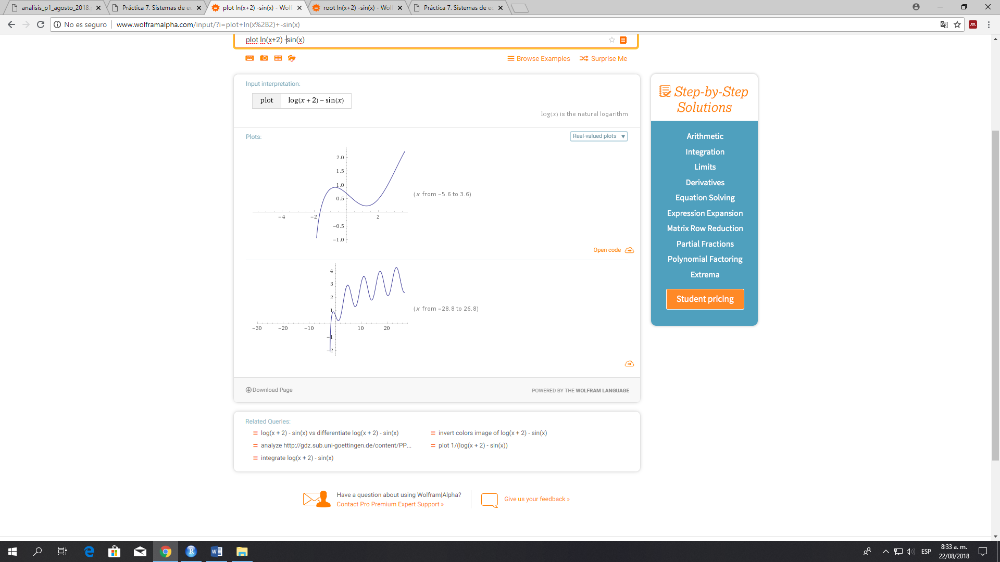 analisis_p1_agosto_2018.
Práctica 7. Sistemas de ec
plot ln(x+2) -sin(x) - Wolf
root ln(x+2) -sin(x) - Wolf
Práctica 7. Sistemas de ec
No es seguro
www.wolframalpha.com/input/?i=plot+ln(x%2B2)+-sin(x)
plot ln(x+2) -sin(x)
Browse Examples
Surprise Me
Input interpretation:
plot log(x + 2) – sin(x)
log(x) is the natural logarithm
Plots:
Real-valued plots
2.0
1.5
1.0
0.5
−4 −2 2
−0.5
−1.0
(x from −5.6 to 3.6)
Open code
4
3
2
1
−30 −20 −10 10 20
−1
−2
(x from −28.8 to 26.8)
Download Page
POWERED BY THE WOLFRAM LANGUAGE
Related Queries:
= log(x + 2) - sin(x) vs differentiate log(x + 2) - sin(x)
= invert colors image of log(x + 2) - sin(x)
= analyze http://gdz.sub.uni-goettingen.de/content/PP...
= plot 1/(log(x + 2) - sin(x))
= integrate log(x + 2) - sin(x)
Have a question about using Wolfram|Alpha?
Contact Pro Premium Expert Support »
Give us your feedback »
Step-by-Step
Solutions
Arithmetic
Integration
Limits
Derivatives
Equation Solving
Expression Expansion
Matrix Row Reduction
Partial Fractions
Polynomial Factoring
Extrema
Student pricing
ESP
8:33 a. m.
22/08/2018